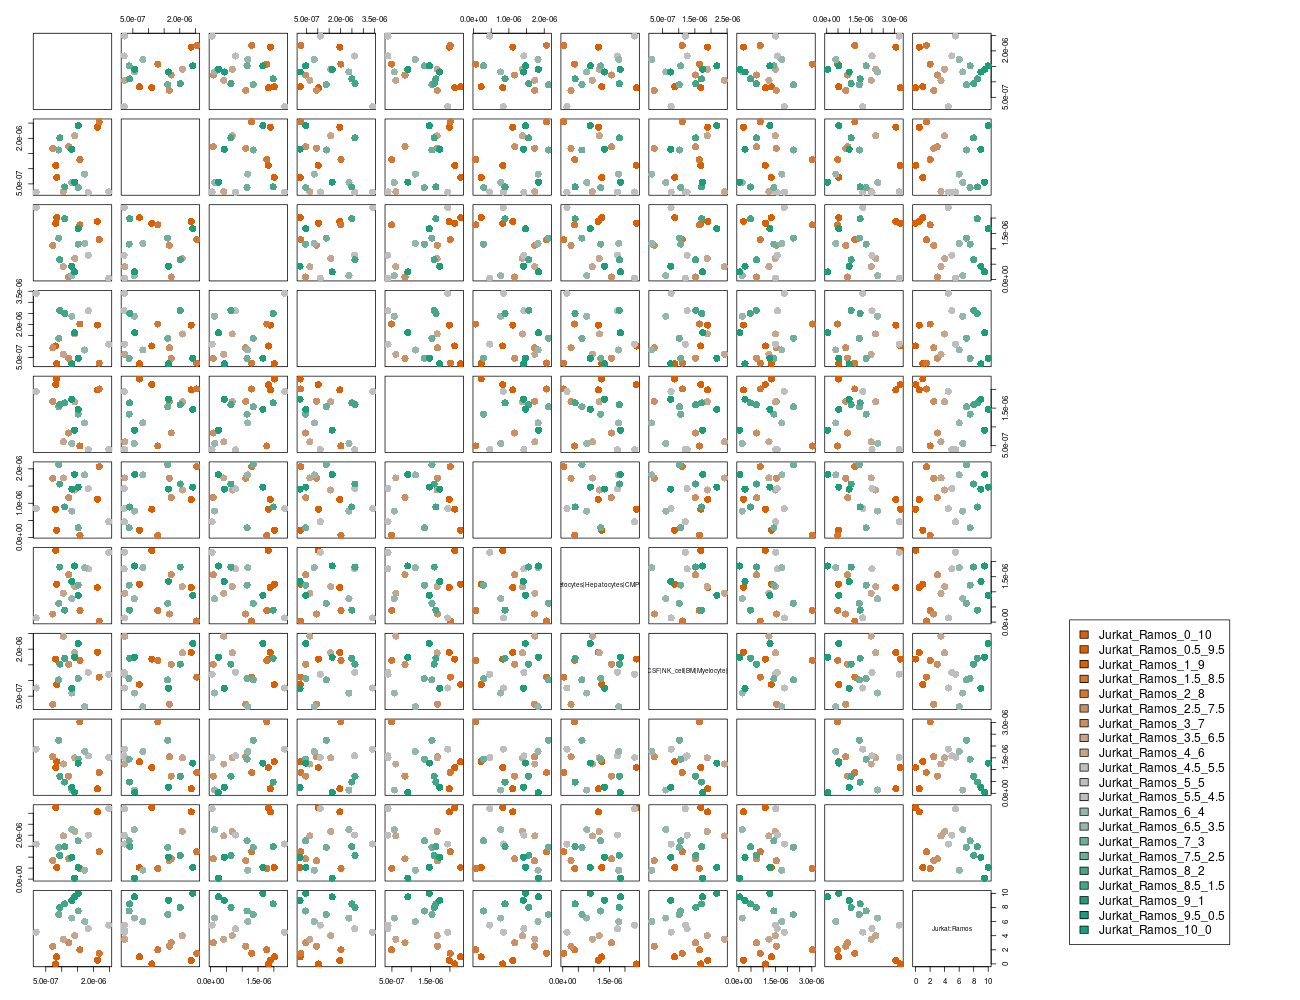 5.0e-07 2.0e-06 5.0e-07 2.0e-06 3.5e-06 0.0e+00 2.0e-06 5.0e-07 1.5e-06 2.5e-06 0.0e+00 1.5e-06 3.0e-06
5.0e-07 2.0e-06
5.0e-07 2.0e-06
0.0e+00 1.5e-06
5.0e-07 2.0e-06 3.5e-06
5.0e-07 1.5e-06
0.0e+00 1.0e-06 2.0e-06
tocytes|Hepatocytes|CMP
0.0e+00 1.5e-06
CSF|NK_cell|BM|Myelocyte|
5.0e-07 2.0e-06
0.0e+00 1.5e-06 3.0e-06
0.0e+00 2.0e-06
Jurkat:Ramos
0 2 4 6 8 10
5.0e-07 2.0e-06 0.0e+00 1.5e-06 5.0e-07 1.5e-06 0.0e+00 1.5e-06 0.0e+00 3.0e-06 0 2 4 6 8 10
Jurkat_Ramos_0_10
Jurkat_Ramos_0.5_9.5
Jurkat_Ramos_1_9
Jurkat_Ramos_1.5_8.5
Jurkat_Ramos_2_8
Jurkat_Ramos_2.5_7.5
Jurkat_Ramos_3_7
Jurkat_Ramos_3.5_6.5
Jurkat_Ramos_4_6
Jurkat_Ramos_4.5_5.5
Jurkat_Ramos_5_5
Jurkat_Ramos_5.5_4.5
Jurkat_Ramos_6_4
Jurkat_Ramos_6.5_3.5
Jurkat_Ramos_7_3
Jurkat_Ramos_7.5_2.5
Jurkat_Ramos_8_2
Jurkat_Ramos_8.5_1.5
Jurkat_Ramos_9_1
Jurkat_Ramos_9.5_0.5
Jurkat_Ramos_10_0